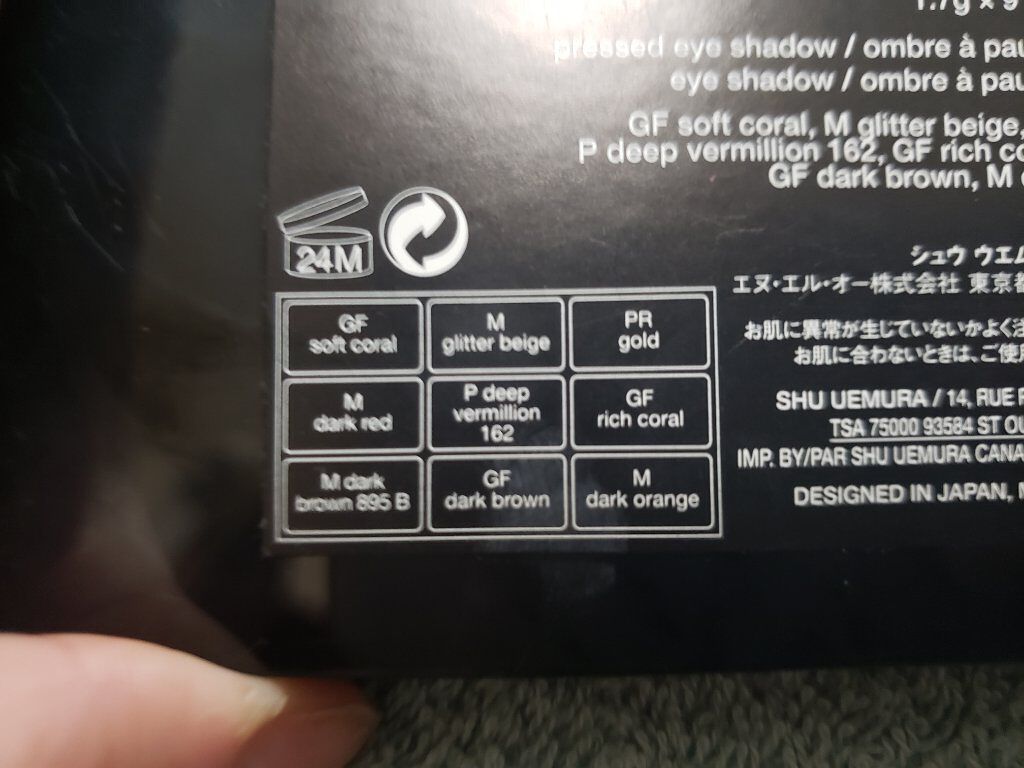 1.7g × 9
pressed eye shadow / ombre à pau
eye shadow / ombre à pau
GF soft coral, M glitter beige,
P deep vermillion 162, GF rich co
GF dark brown, M
24M
シュウ ウエム
エヌ・エル・オー株式会社 東京都
お肌に異常が生じていないかよく注
お肌に合わないときは、ご使用
SHU UEMURA / 14, RUE R
TSA 75000 93584 ST OU
IMP. BY/PAR SHU UEMURA CANA
DESIGNED IN JAPAN,
GF
soft coral
M
glitter beige
PR
gold
M
dark red
P deep
vermillion
162
GF
rich coral
M dark
brown 895 B
GF
dark brown
M
dark orange